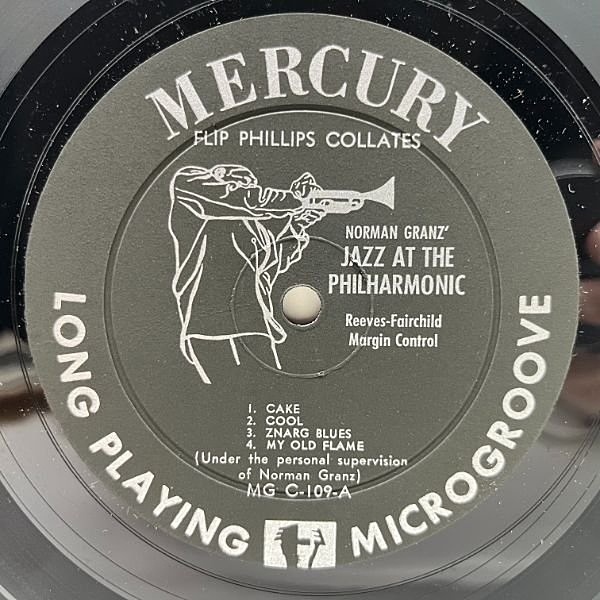 MERCURY
FLIP PHILLIPS COLLATES
NORMAN GRANZ'
JAZZ AT THE
PHILHARMONIC
Reeves-Fairchild
Margin Control
1. CAKE
2. COOL
3. ZNARG BLUES
4. MY OLD FLAME
(Under the personal supervision
of Norman Granz)
MG C-109-A
LONG PLAYING MICROGROOVE